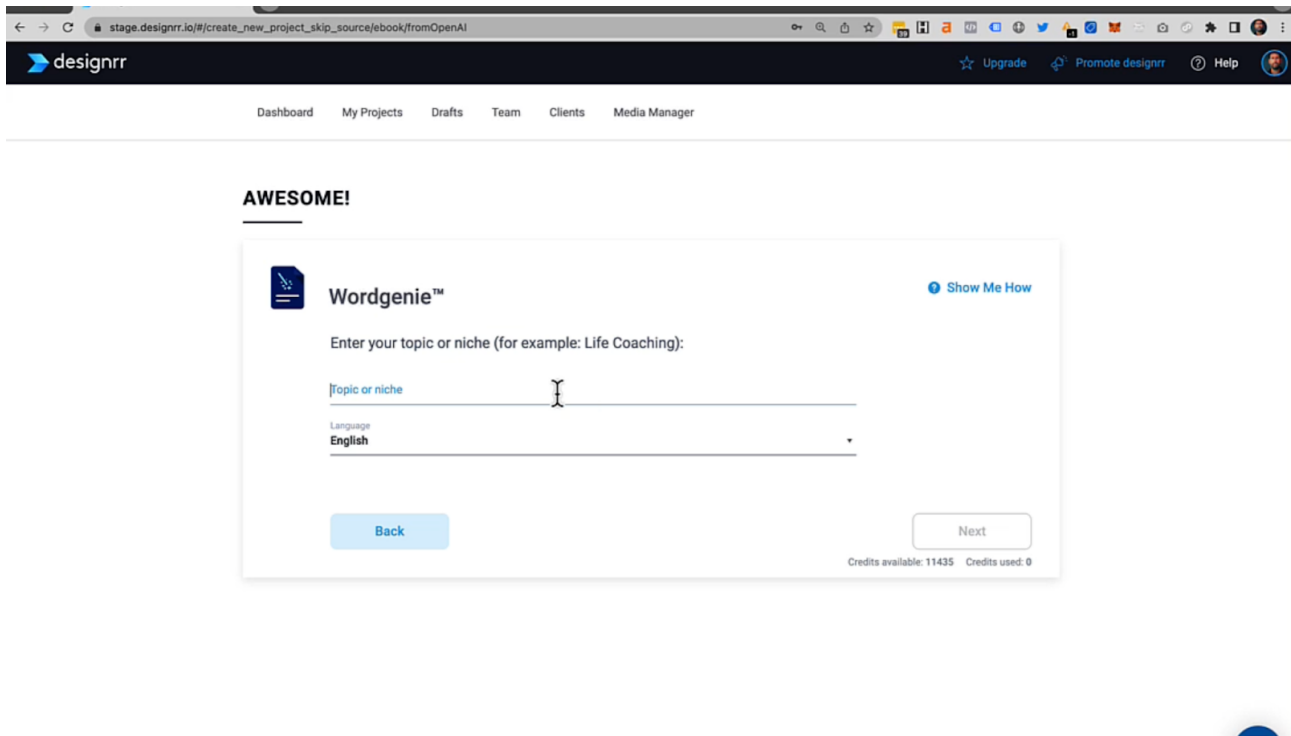 stage.designrr.io/#/create_new_project_skip_source/ebook/fromOpenAI
39
designrr
Upgrade
Promote designrr
Help
Dashboard
My Projects
Drafts
Team
Clients
Media Manager
AWESOME!
Wordgenie™
Show Me How
Enter your topic or niche (for example: Life Coaching):
Topic or niche
Language
English
Back
Next
Credits available: 11435 Credits used: 0